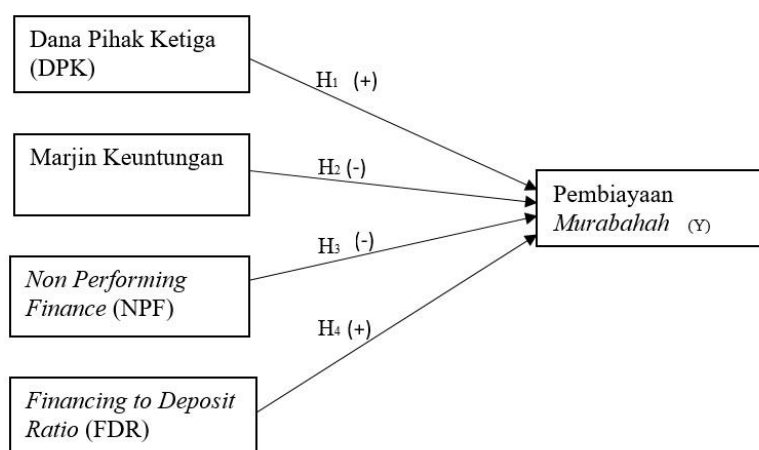 Dana Pihak Ketiga
(DPK)
H1 (+)
Marjin Keuntungan
H2 (-)
Pembiayaan
Murabahah (Y)
H3 (-)
Non Performing
Finance (NPF)
H4 (+)
Financing to Deposit
Ratio (FDR)